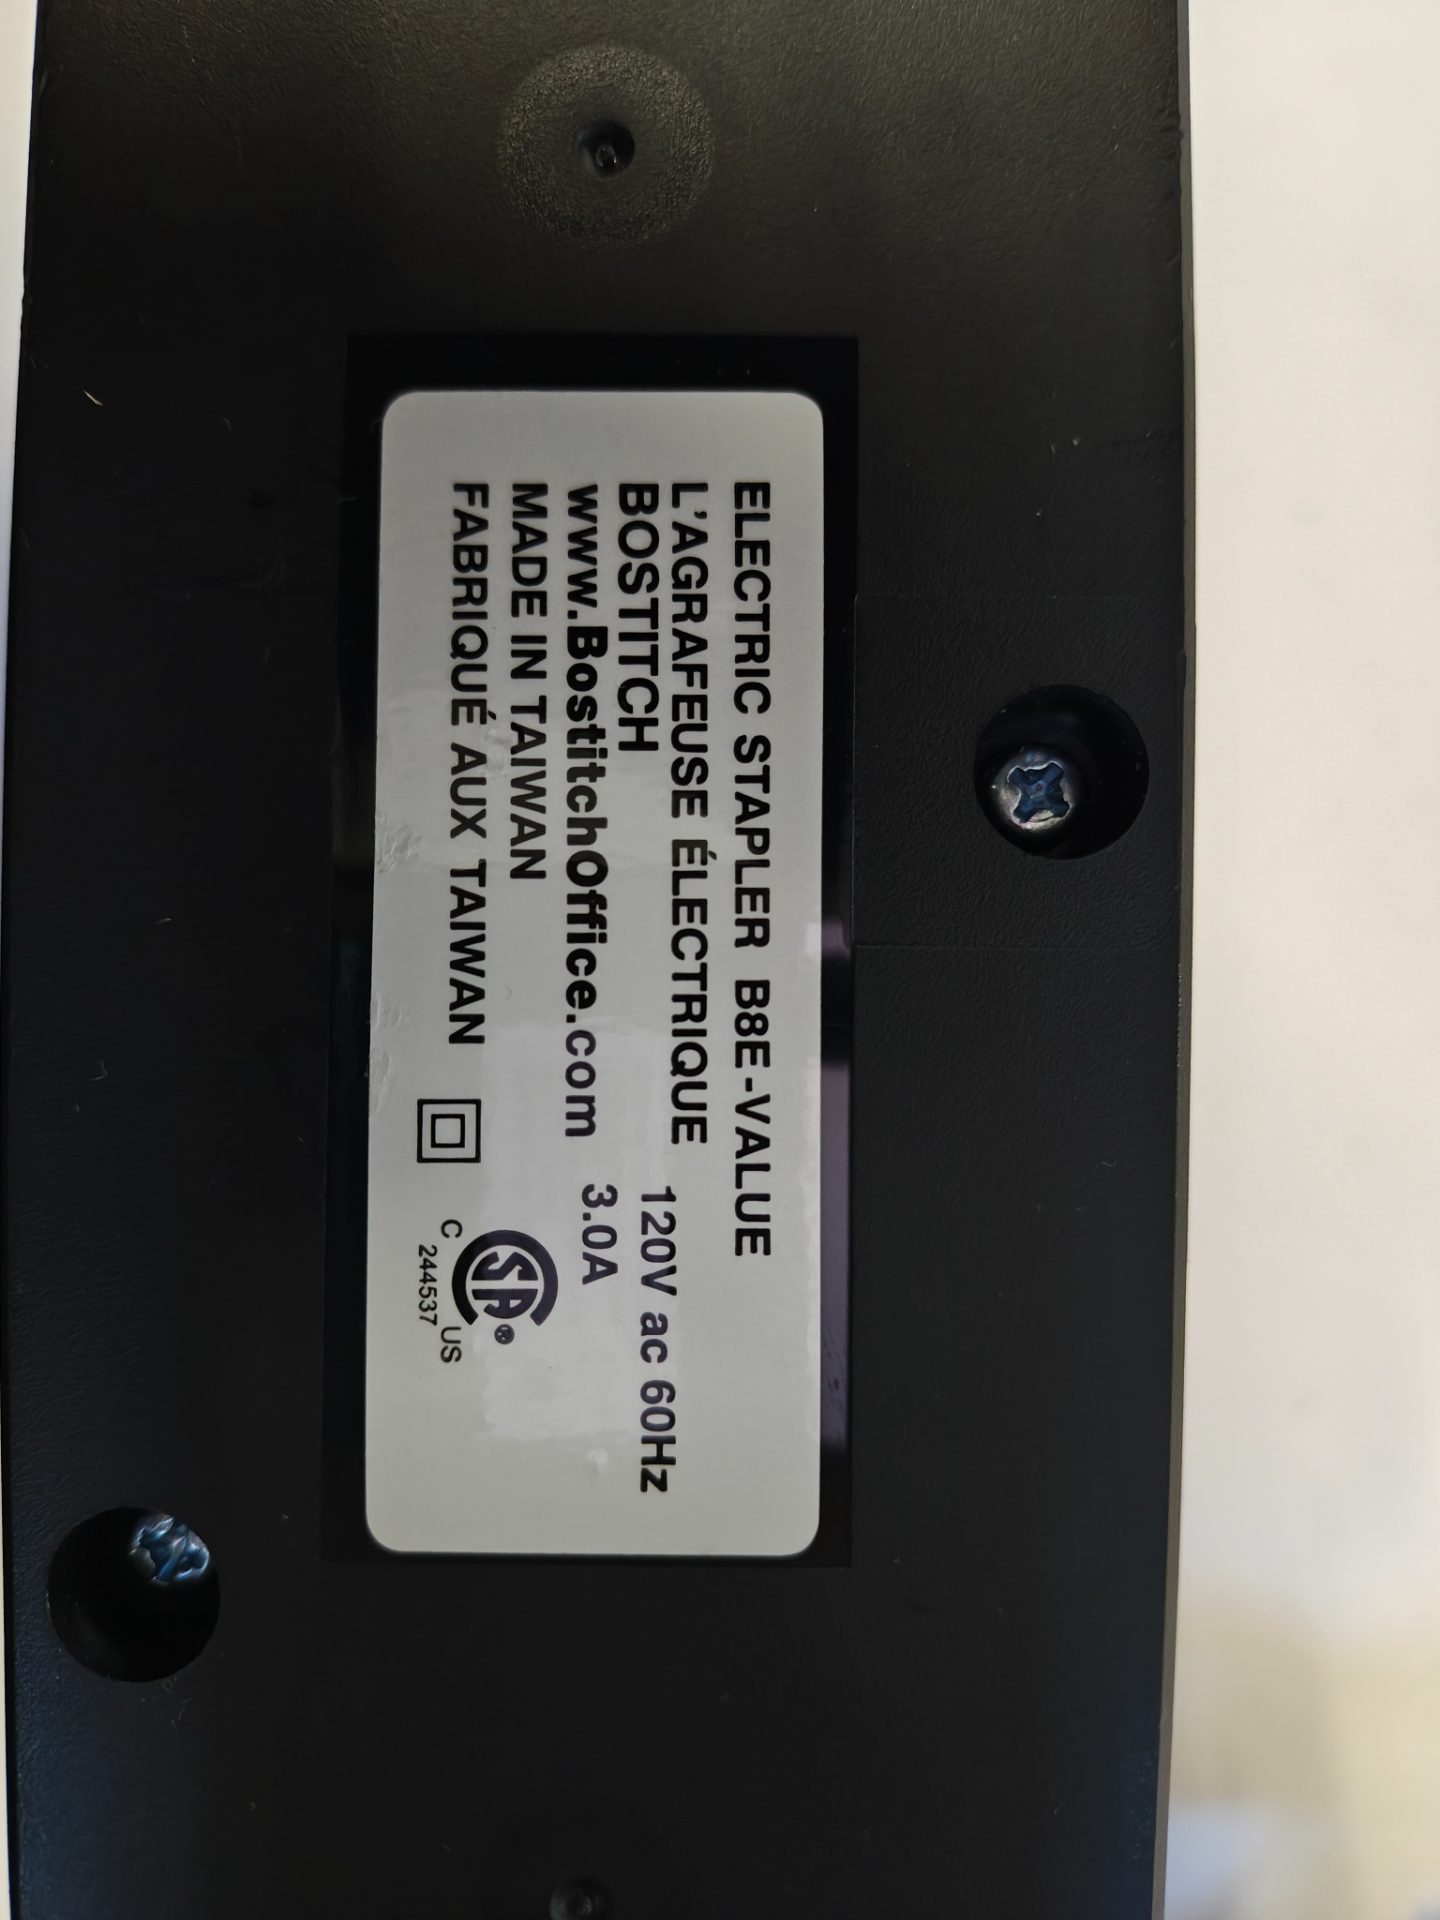 ELECTRIC STAPLER B8E-VALUE
L'AGRAFEUSE ÉLECTRIQUE
BOSTITCH
www.BostitchOffice.com
MADE IN TAIWAN
FABRIQUÉ AUX TAIWAN
120V ac 60Hz
3.0A
SA®
C US
244537